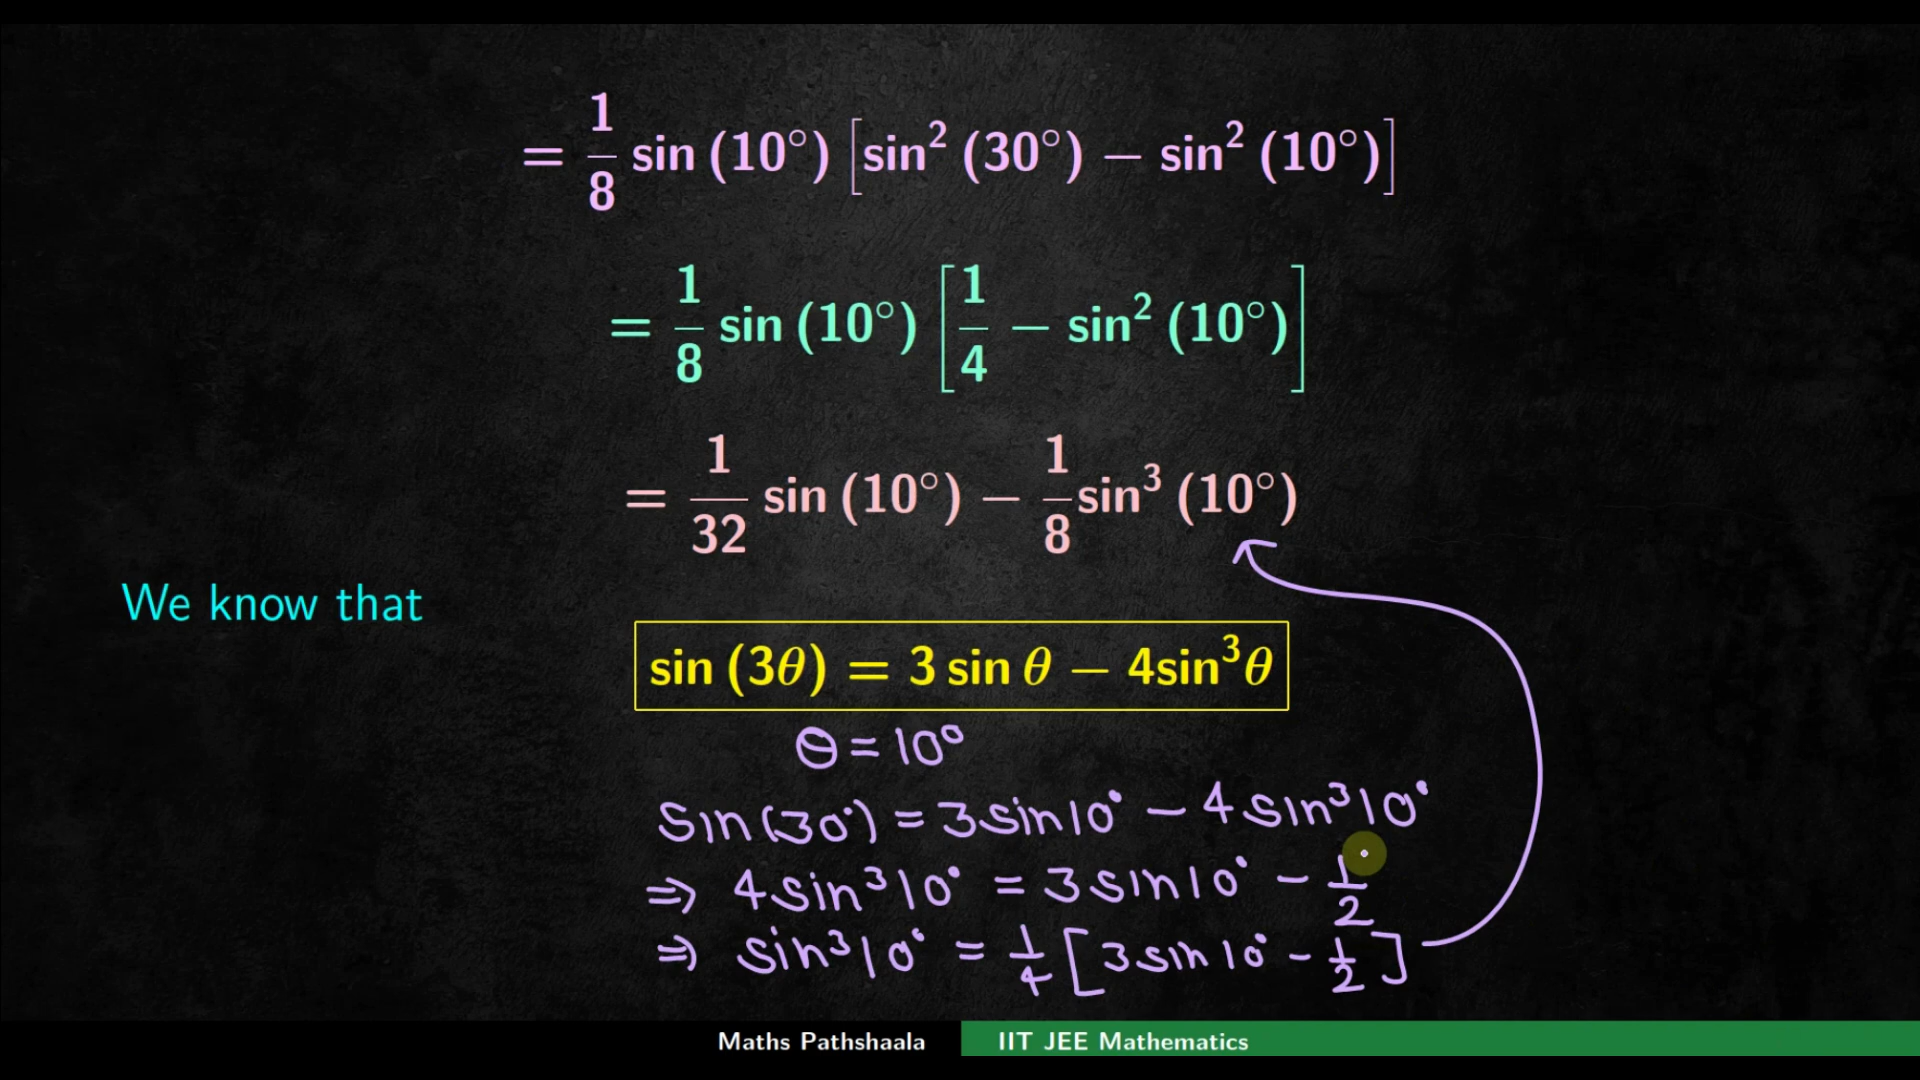 = 1/8 sin (10°) [sin² (30°) − sin² (10°)]
= 1/8 sin (10°) [1/4 − sin² (10°)]
= 1/32 sin (10°) − 1/8 sin³ (10°)
We know that
sin (3θ) = 3 sin θ − 4sin³θ
θ = 10°
Sin(30°) = 3sin10° − 4sin³10°
⇒ 4sin³10° = 3sin10° − 1/2
⇒ sin³10° = 1/4 [3sin10° − 1/2]
Maths Pathshaala
IIT JEE Mathematics